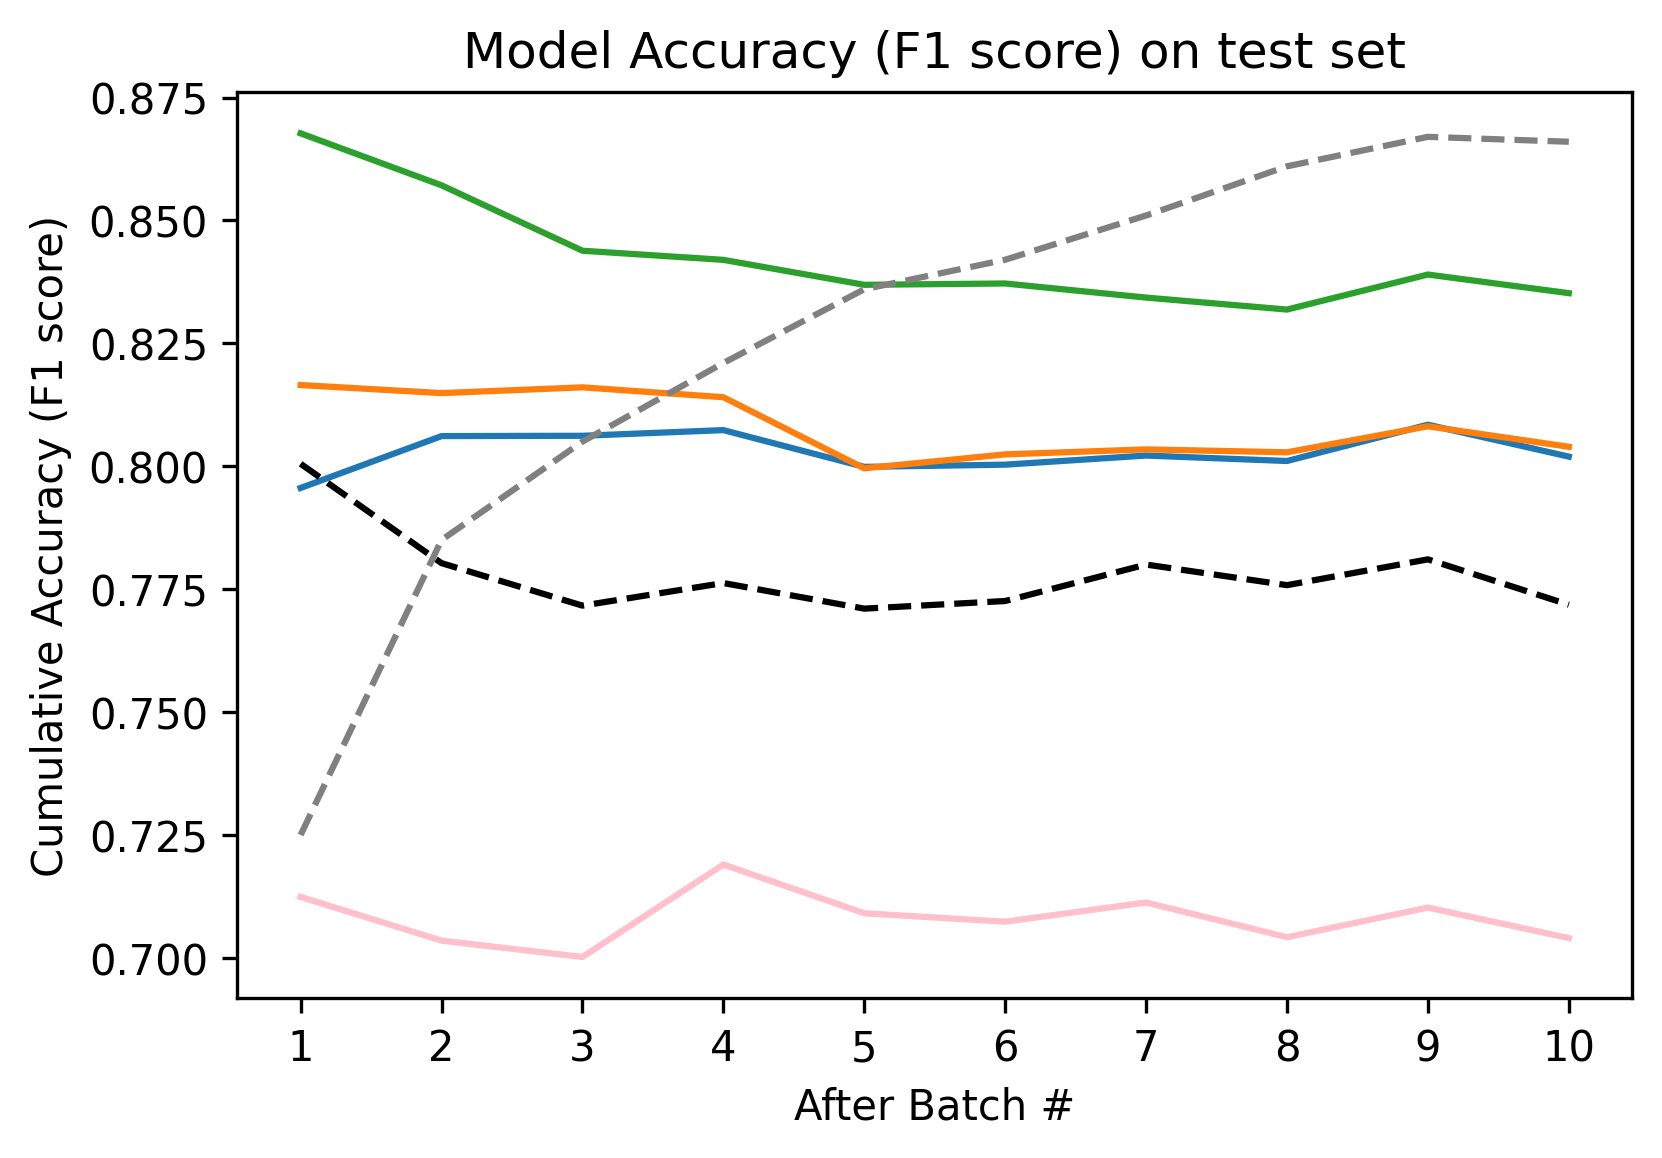 Model Accuracy (F1 score) on test set
Cumulative Accuracy (F1 score)
0.875
0.850
0.825
0.800
0.775
0.750
0.725
0.700
1 2 3 4 5 6 7 8 9 10
After Batch #